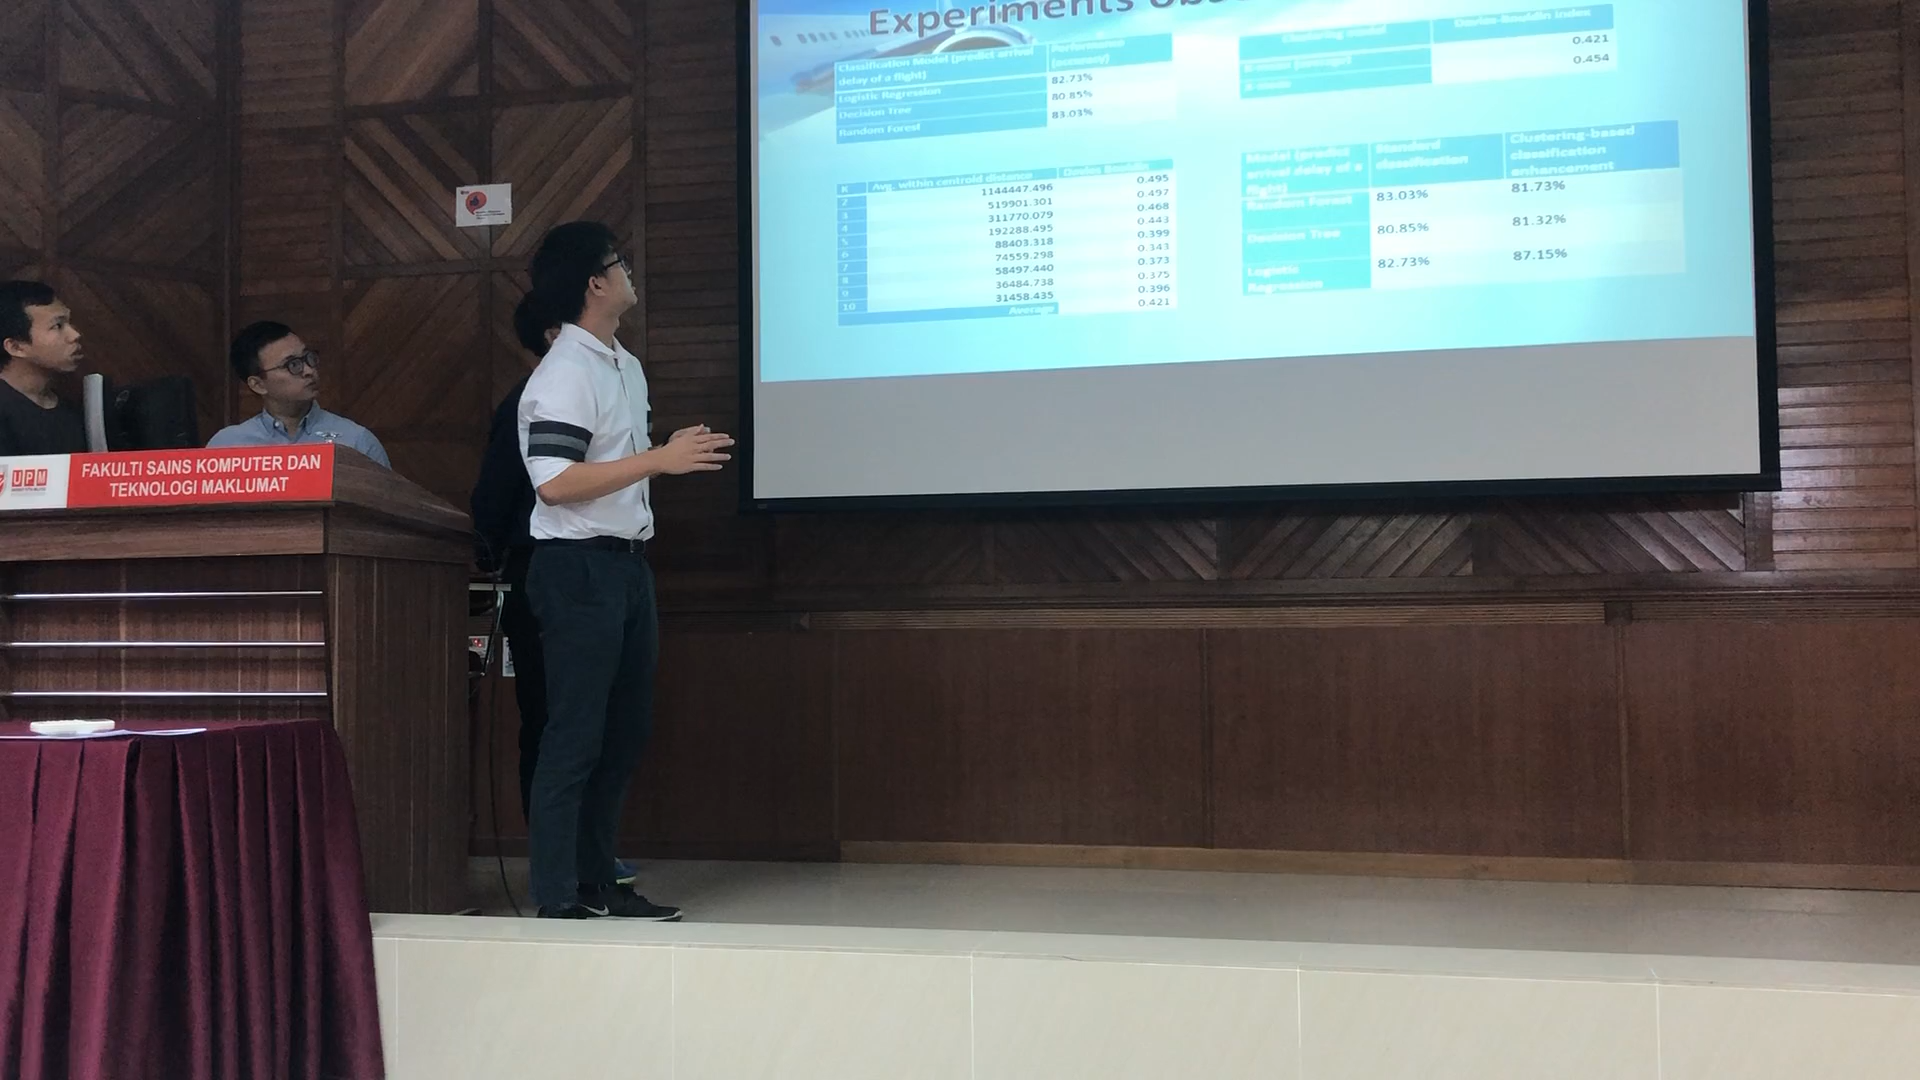 Experiments
Classification Model (predict arrival
delay of a flight)
Performance
(accuracy)
Logistic Regression
82.73%
Decision Tree
80.85%
Random Forest
83.03%
Clustering model
Davies-Bouldin Index
K-mean (average)
0.421
0.454
K
Avg. within centroid distance
Davies Bouldin
2
1144447.496
0.495
3
519901.301
0.497
4
311770.079
0.468
5
192288.495
0.443
6
88403.318
0.399
7
74559.298
0.343
8
58497.440
0.373
9
36484.738
0.375
10
31458.435
0.396
Average
0.421
Model (predict
arrival delay of a
flight)
Standard
classification
Clustering-based
classification
enhancement
Random Forest
83.03%
81.73%
Decision Tree
80.85%
81.32%
Logistic
Regression
82.73%
87.15%
UPM
FAKULTI SAINS KOMPUTER DAN
TEKNOLOGI MAKLUMAT